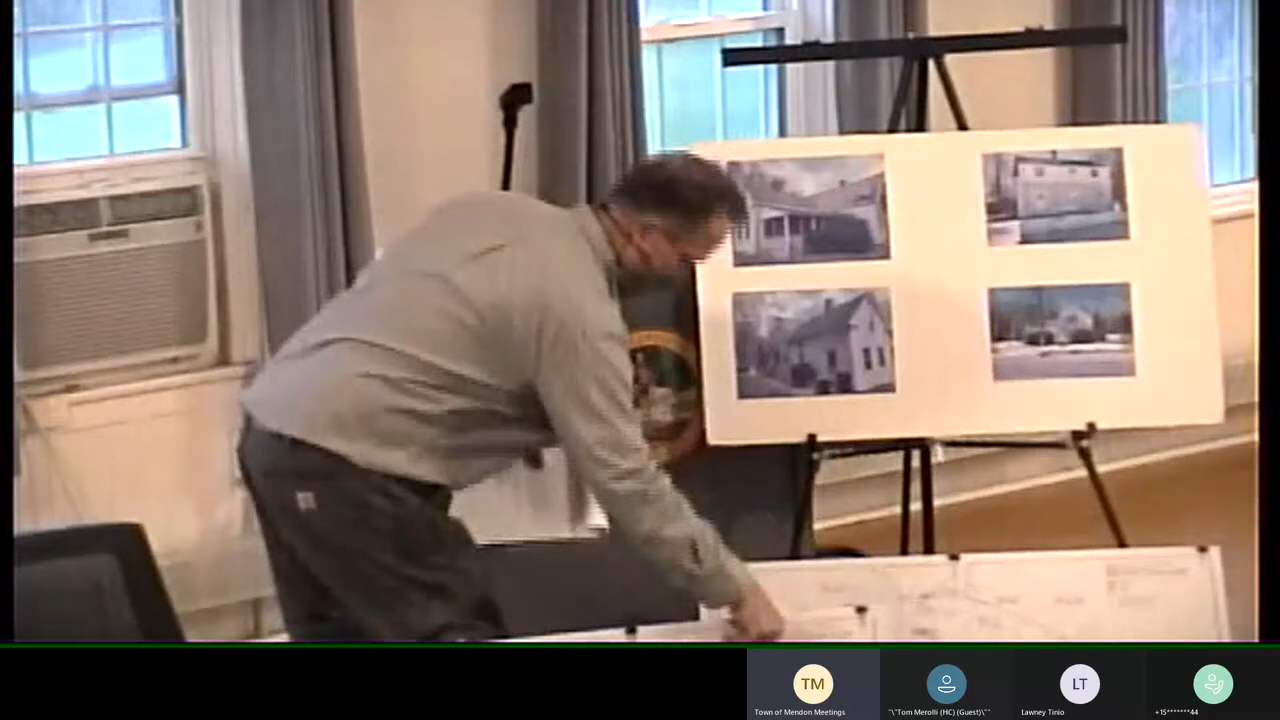 TM
LT
Town of Mendon Meetings
"\"Tom Merolli (HC) (Guest)\""
Lawney Tinio
+15*******44